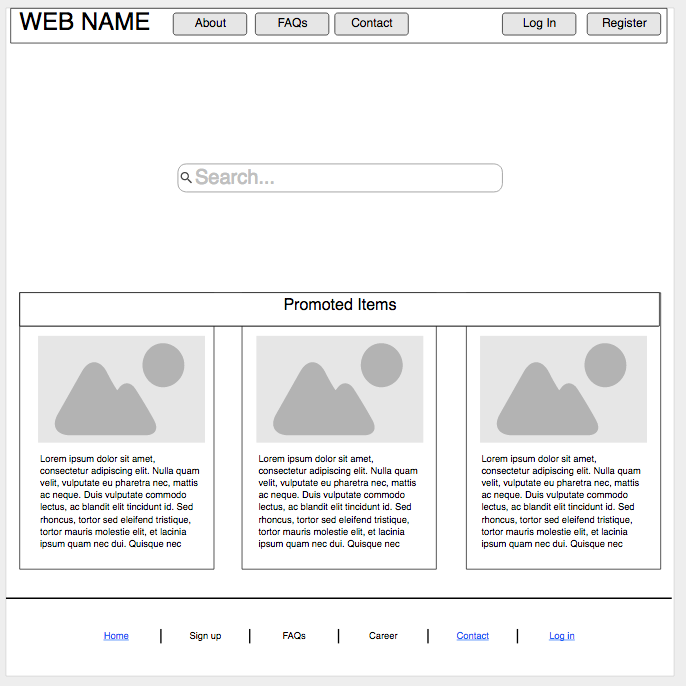 WEB NAME About FAQs Contact Log In Register
Search...
Promoted Items
Lorem ipsum dolor sit amet,
consectetur adipiscing elit. Nulla quam
velit, vulputate eu pharetra nec, mattis
ac neque. Duis vulputate commodo
lectus, ac blandit elit tincidunt id. Sed
rhoncus, tortor sed eleifend tristique,
tortor mauris molestie elit, et lacinia
ipsum quam nec dui. Quisque nec
Lorem ipsum dolor sit amet,
consectetur adipiscing elit. Nulla quam
velit, vulputate eu pharetra nec, mattis
ac neque. Duis vulputate commodo
lectus, ac blandit elit tincidunt id. Sed
rhoncus, tortor sed eleifend tristique,
tortor mauris molestie elit, et lacinia
ipsum quam nec dui. Quisque nec
Lorem ipsum dolor sit amet,
consectetur adipiscing elit. Nulla quam
velit, vulputate eu pharetra nec, mattis
ac neque. Duis vulputate commodo
lectus, ac blandit elit tincidunt id. Sed
rhoncus, tortor sed eleifend tristique,
tortor mauris molestie elit, et lacinia
ipsum quam nec dui. Quisque nec
Home | Sign up | FAQs | Career | Contact | Log in